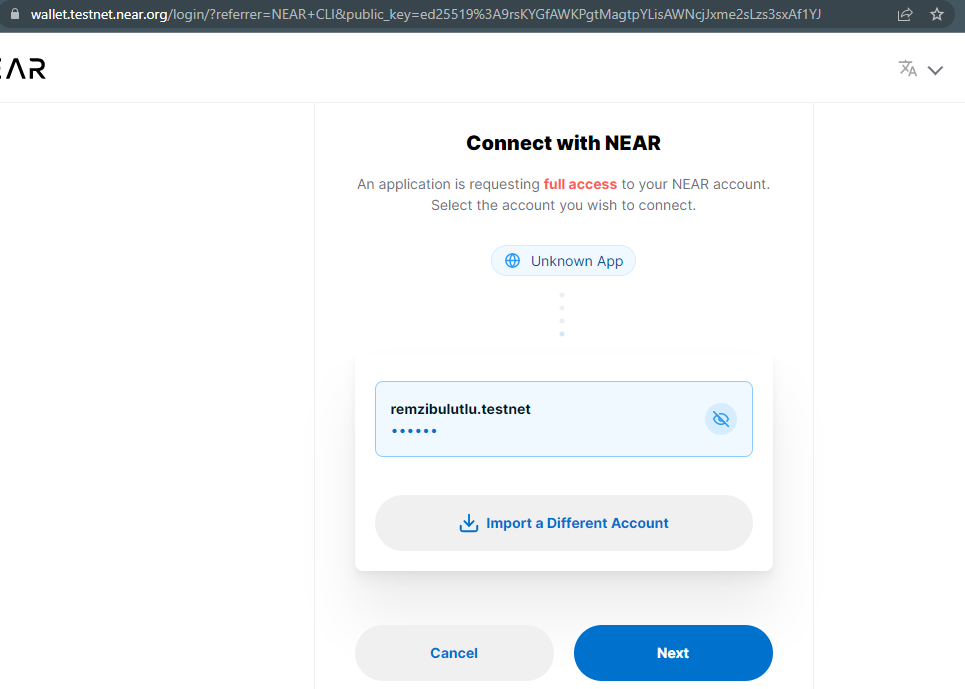 wallet.testnet.near.org/login/?referrer=NEAR+CLI&public_key=ed25519%3A9rsKYGfAWKPgtMagtpYLisAWNcjJxme2sLzs3sxAf1YJ
EAR
Connect with NEAR
An application is requesting full access to your NEAR account.
Select the account you wish to connect.
Unknown App
remzibulutlu.testnet
••••••
Import a Different Account
Cancel
Next